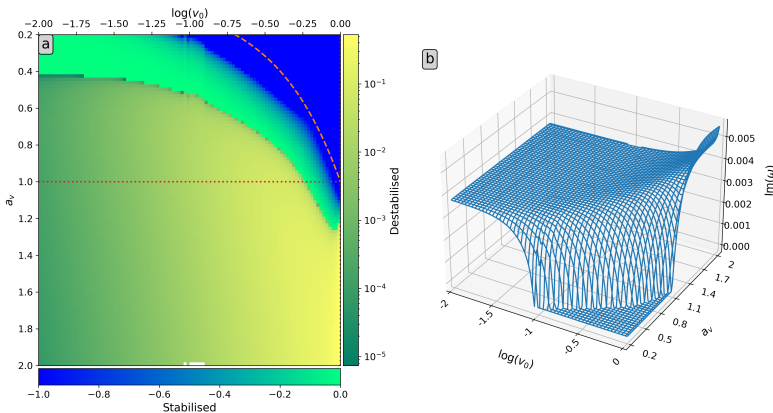 log(v₀)
−2.00 −1.75 −1.50 −1.25 −1.00 −0.75 −0.50 −0.25 0.00
a
0.2
0.4
0.6
0.8
1.0
1.2
1.4
1.6
1.8
2.0
aᵥ
10⁻¹
10⁻²
10⁻³
10⁻⁴
10⁻⁵
Destabilised
−1.0 −0.8 −0.6 −0.4 −0.2 0.0
Stabilised
b
0.005
0.004
0.003
0.002
0.001
0.000
Im(ω)
-2 -1.5 -1 -0.5 0
log(v₀)
0.2 0.5 0.8 1.1 1.4 1.7 2
aᵥ